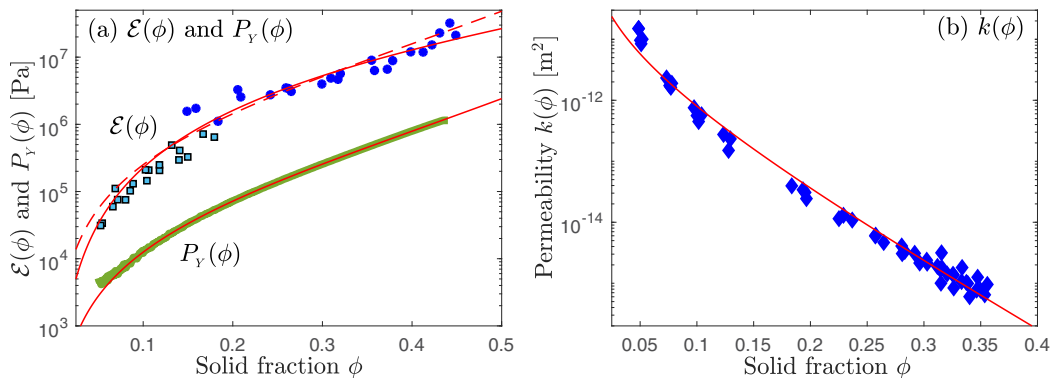 (a) ℰ(ϕ) and P_Y(ϕ)
ℰ(ϕ) and P_Y(ϕ) [Pa]
10^7
10^6
10^5
10^4
10^3
ℰ(ϕ)
P_Y(ϕ)
0.1 0.2 0.3 0.4 0.5
Solid fraction ϕ
(b) k(ϕ)
Permeability k(ϕ) [m^2]
10^-12
10^-14
0.05 0.1 0.15 0.2 0.25 0.3 0.35 0.4
Solid fraction ϕ